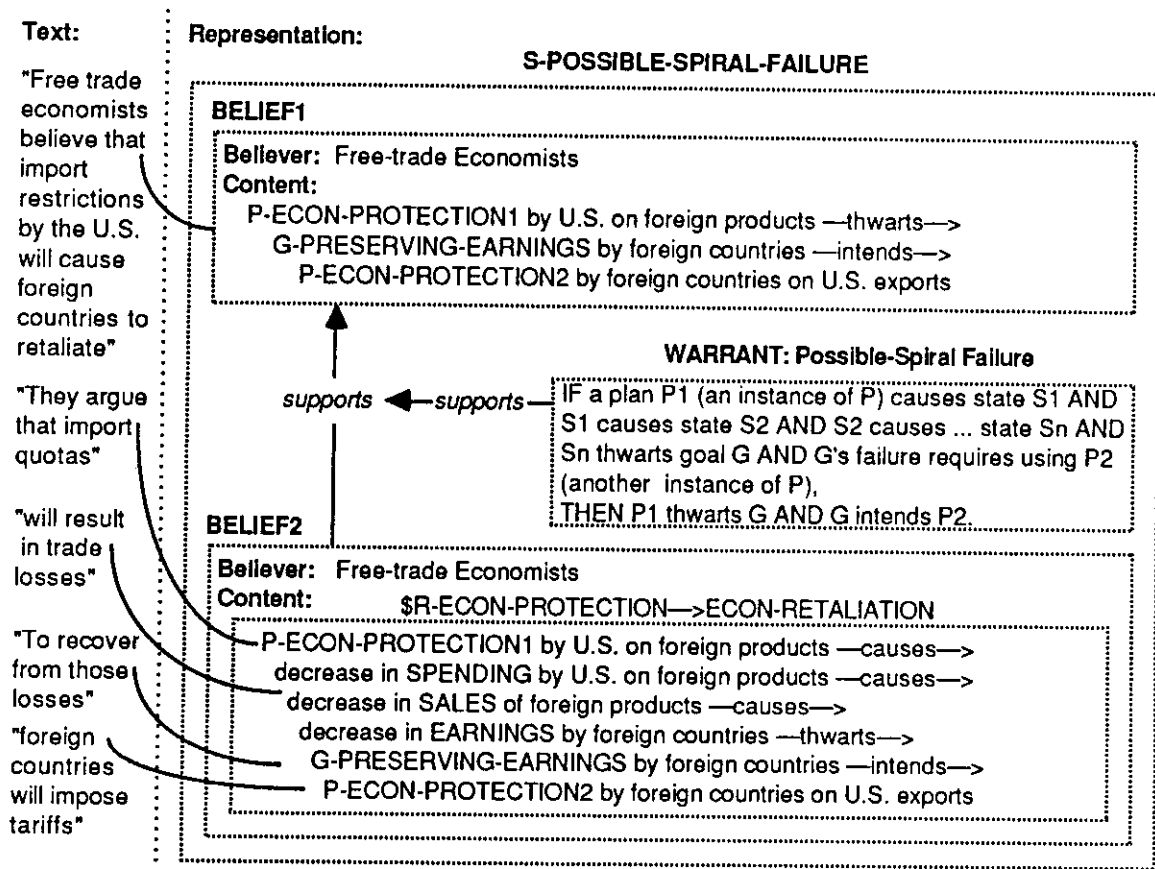 Text:
"Free trade
economists
believe that
import
restrictions
by the U.S.
will cause
foreign
countries to
retaliate"
"They argue
that import
quotas"
"will result
in trade
losses"
"To recover
from those
losses"
"foreign
countries
will impose
tariffs"
Representation:
S-POSSIBLE-SPIRAL-FAILURE
BELIEF1
Believer: Free-trade Economists
Content:
P-ECON-PROTECTION1 by U.S. on foreign products —thwarts—>
G-PRESERVING-EARNINGS by foreign countries —intends—>
P-ECON-PROTECTION2 by foreign countries on U.S. exports
supports
supports
WARRANT: Possible-Spiral Failure
IF a plan P1 (an instance of P) causes state S1 AND
S1 causes state S2 AND S2 causes ... state Sn AND
Sn thwarts goal G AND G's failure requires using P2
(another instance of P),
THEN P1 thwarts G AND G intends P2.
BELIEF2
Believer: Free-trade Economists
Content:
$R-ECON-PROTECTION—>ECON-RETALIATION
P-ECON-PROTECTION1 by U.S. on foreign products —causes—>
decrease in SPENDING by U.S. on foreign products —causes—>
decrease in SALES of foreign products —causes—>
decrease in EARNINGS by foreign countries —thwarts—>
G-PRESERVING-EARNINGS by foreign countries —intends—>
P-ECON-PROTECTION2 by foreign countries on U.S. exports